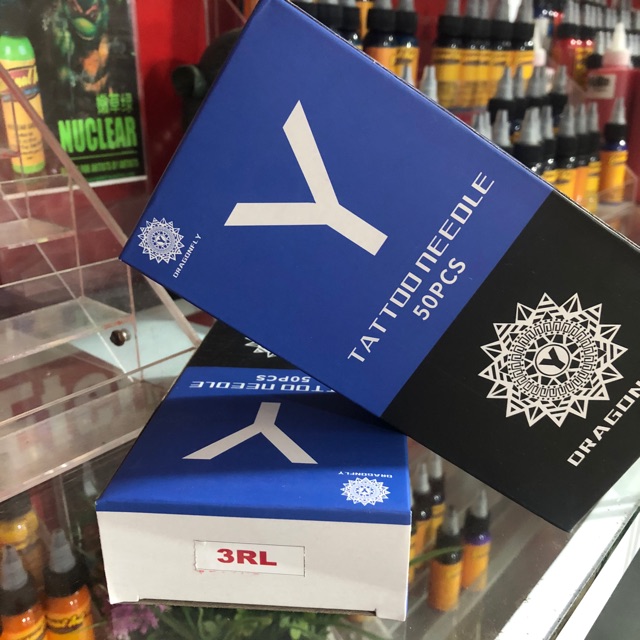 NUCLEAR
Y
TATTOO NEEDLE
50PCS
DRAGONFLY
Y
DRAGON
TATTOO NEEDLE
50PCS
Y
DRAGONFLY
3RL